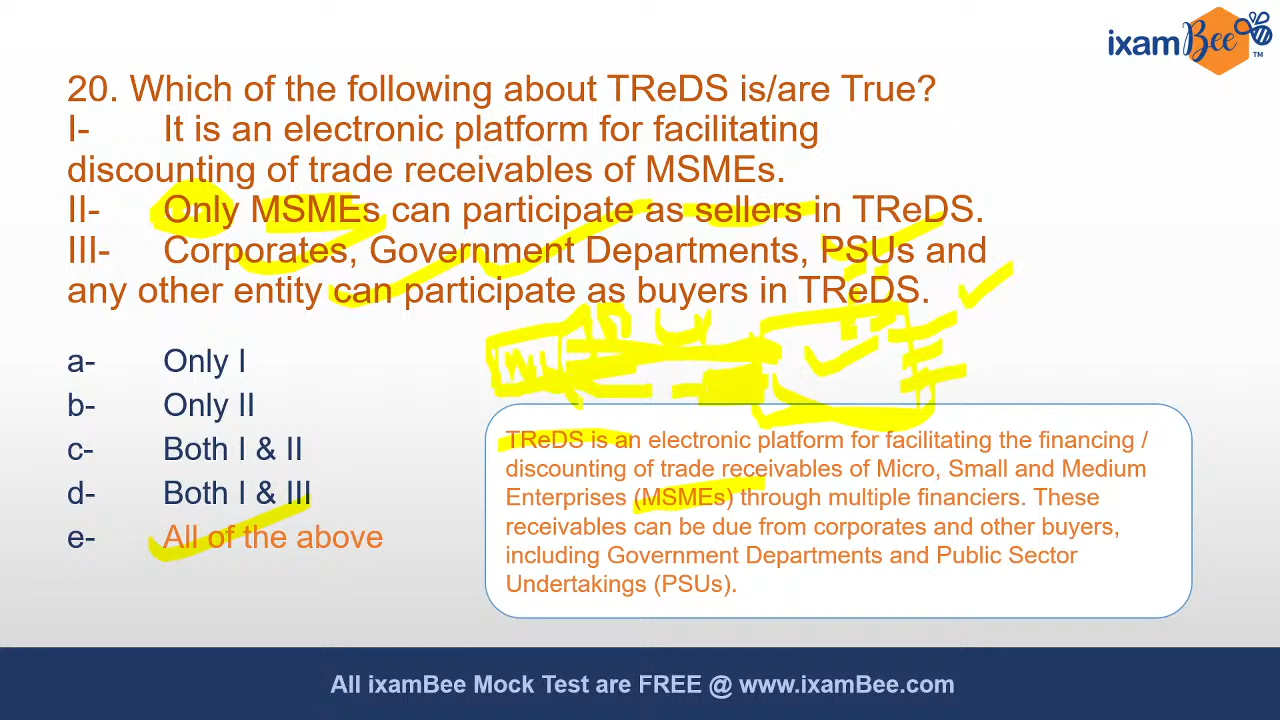 ixamBee
TM
20. Which of the following about TReDS is/are True?
I- It is an electronic platform for facilitating
discounting of trade receivables of MSMEs.
II- Only MSMEs can participate as sellers in TReDS.
III- Corporates, Government Departments, PSUs and
any other entity can participate as buyers in TReDS.
a- Only I
b- Only II
c- Both I & II
d- Both I & III
e- All of the above
TReDS is an electronic platform for facilitating the financing /
discounting of trade receivables of Micro, Small and Medium
Enterprises (MSMEs) through multiple financiers. These
receivables can be due from corporates and other buyers,
including Government Departments and Public Sector
Undertakings (PSUs).
All ixamBee Mock Test are FREE @ www.ixamBee.com